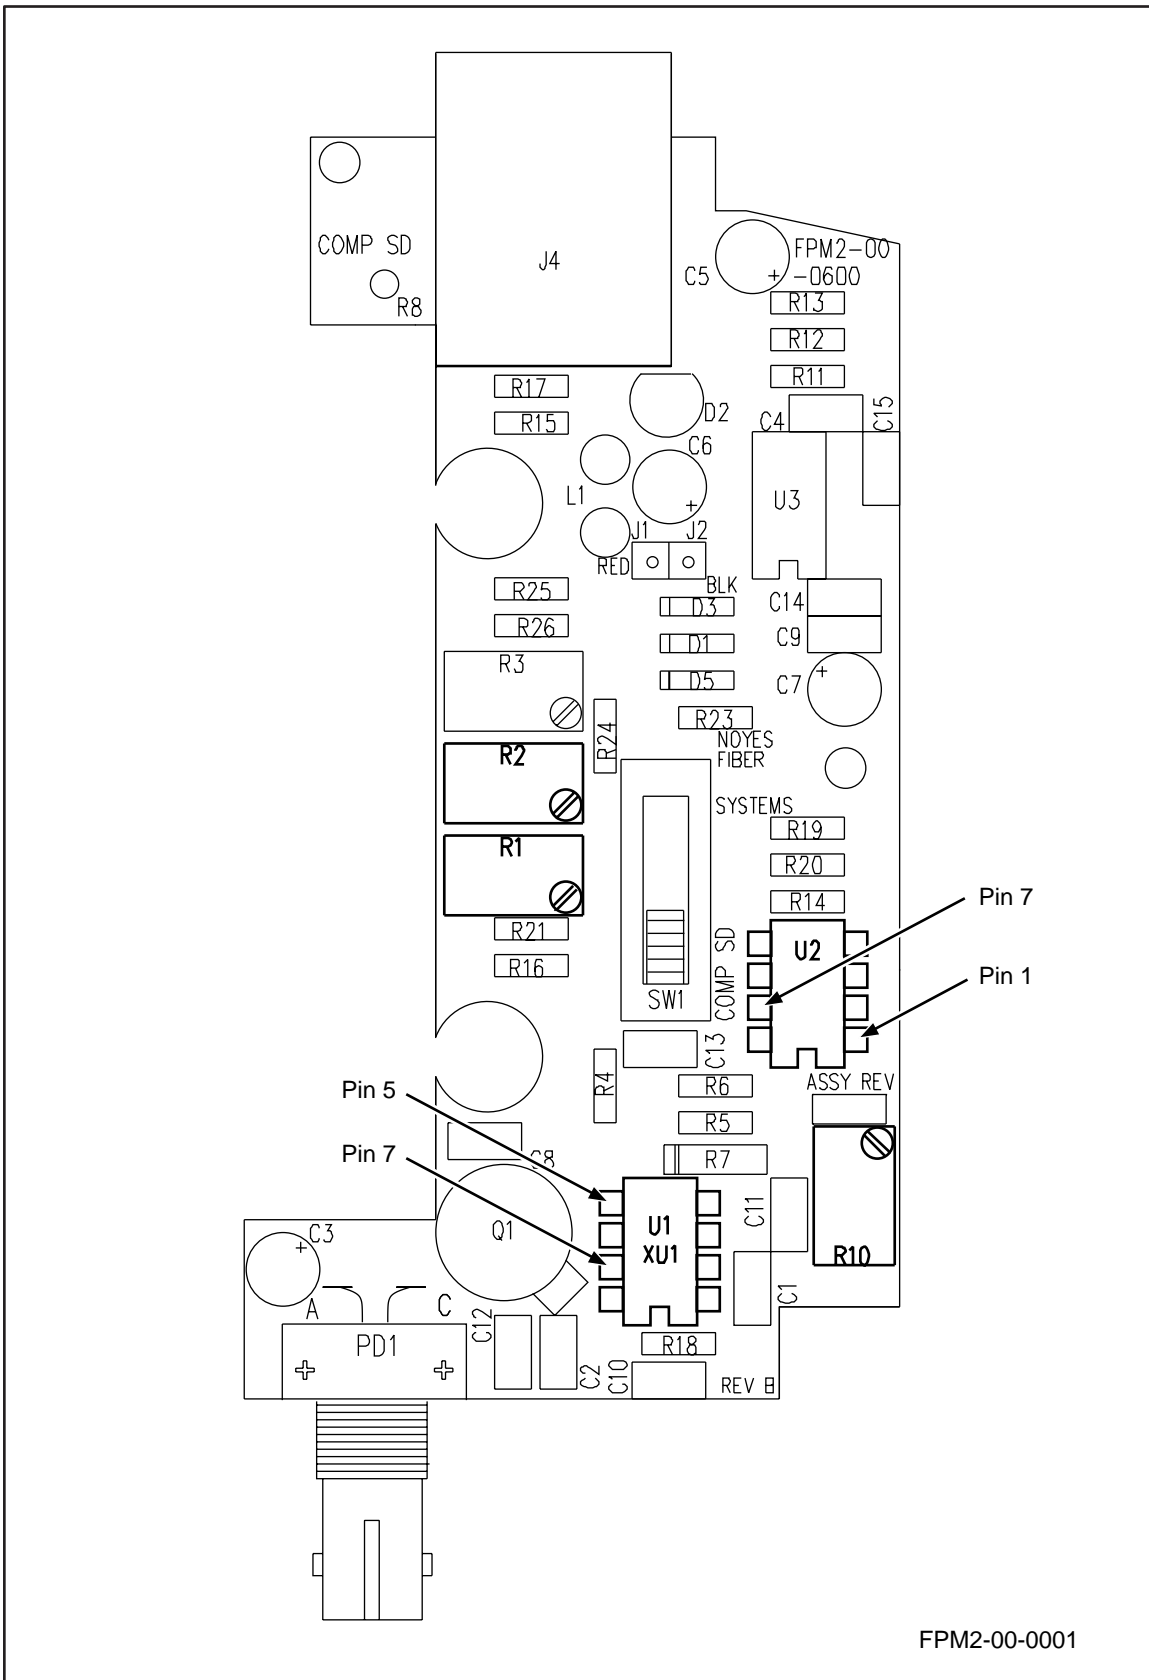 COMP SD
R8
J4
C5
FPM2-00
-0600
R13
R12
R11
R17
R15
D2
C4
C15
C6
L1
U3
J1
J2
RED
BLK
R25
R26
D3
D1
D5
C14
C9
C7
R3
R24
R23
NOYES
FIBER
R2
SYSTEMS
R1
R19
R20
R14
Pin 7
R21
R16
SW1
COMP SD
U2
Pin 1
C13
ASSY REV
Pin 5
R4
R6
R5
Pin 7
C8
R7
C3
Q1
U1
XU1
C11
R10
A
C
C12
C1
PD1
C2
C10
R18
REV B
FPM2-00-0001